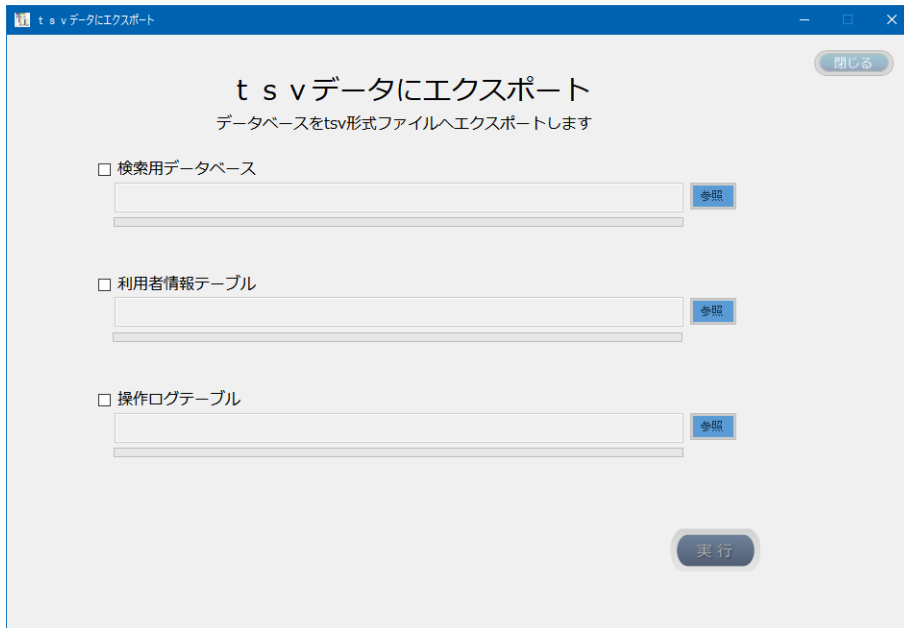 ｔｓｖデータにエクスポート
閉じる
ｔｓｖデータにエクスポート
データベースをtsv形式ファイルへエクスポートします
検索用データベース
参照
利用者情報テーブル
参照
操作ログテーブル
参照
実行